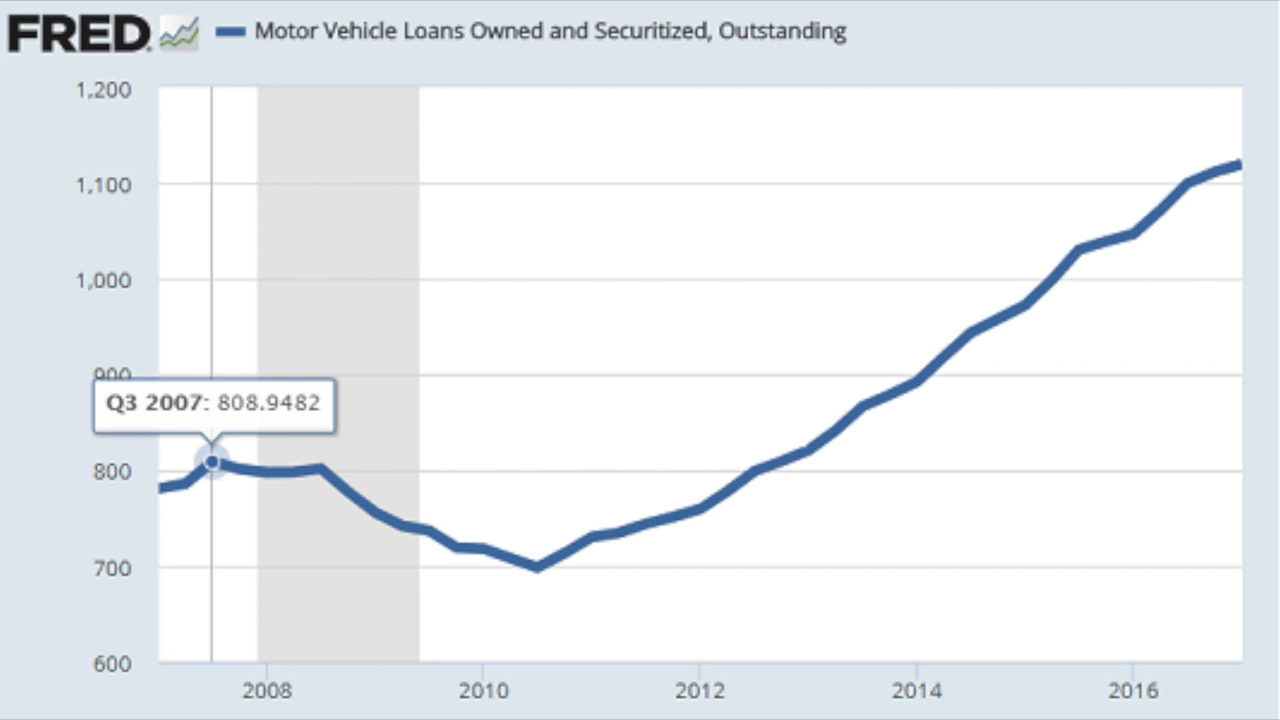 FRED
Motor Vehicle Loans Owned and Securitized, Outstanding
1,200
1,100
1,000
900
Q3 2007: 808.9482
800
700
600
2008 2010 2012 2014 2016